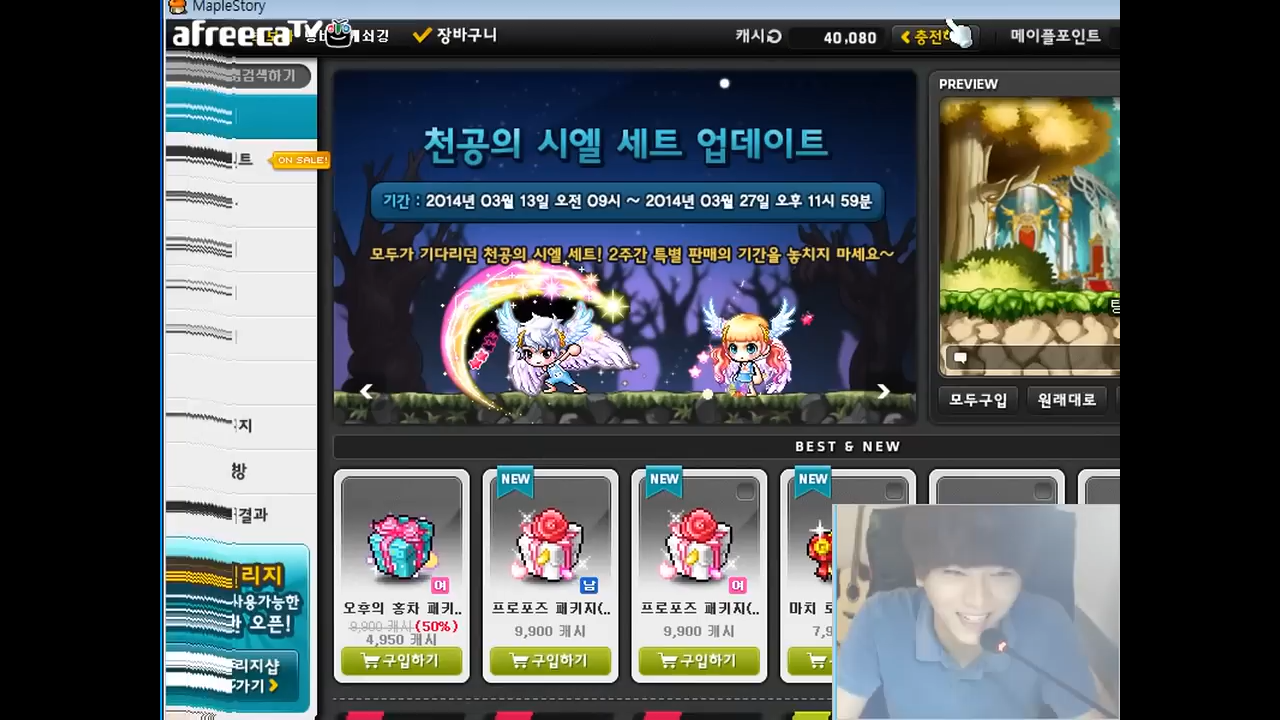 MapleStory
afreecaTV
장바구니
캐시
40,080
메이플포인트
검색하기
ON SALE!
천공의 시엘 세트 업데이트
기간 : 2014년 03월 13일 오전 09시 ~ 2014년 03월 27일 오후 11시 59분
모두가 기다리던 천공의 시엘 세트! 2주간 특별 판매의 기간을 놓치지 마세요~
PREVIEW
모두구입
원래대로
BEST & NEW
NEW
NEW
NEW
여
남
여
오후의 홍차 패키..
프로포즈 패키지(..
프로포즈 패키지(..
마치
8,900 캐시(50%)
4,950 캐시
9,900 캐시
9,900 캐시
구입하기
구입하기
구입하기
결과
리지
사용가능한
오픈!
리지샵
가기